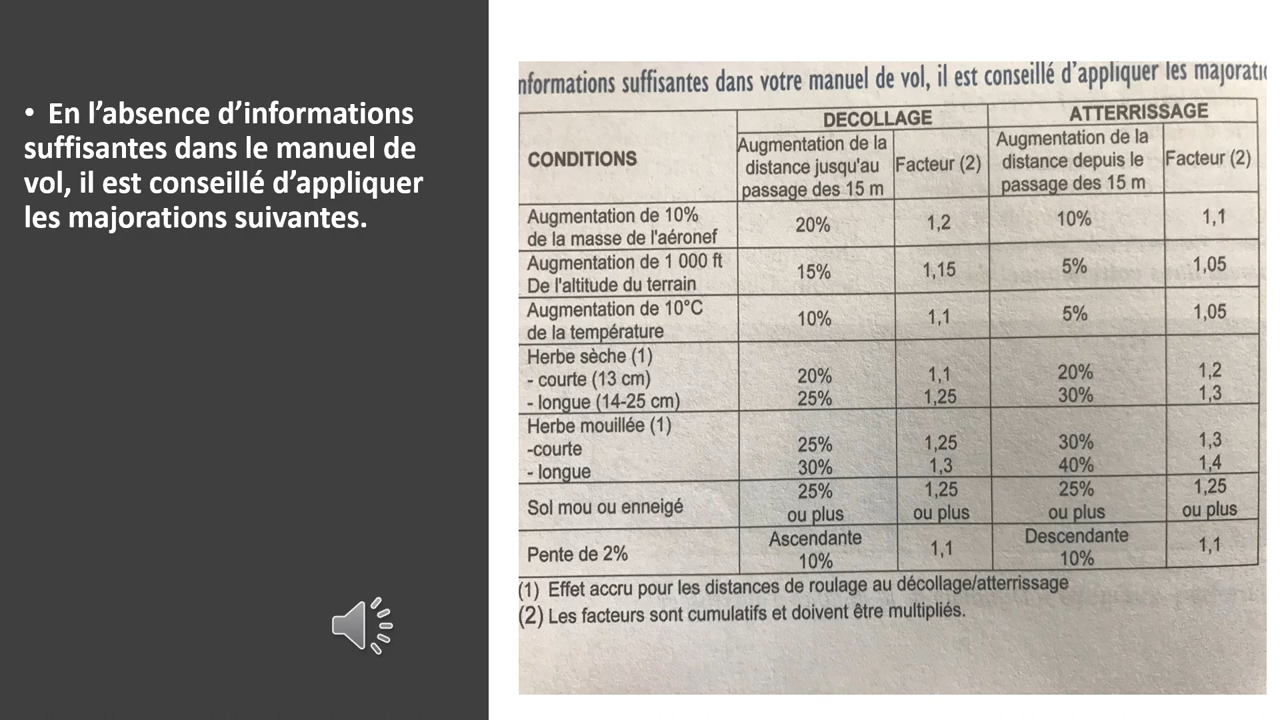 • En l’absence d’informations
suffisantes dans le manuel de
vol, il est conseillé d’appliquer
les majorations suivantes.
nformations suffisantes dans votre manuel de vol, il est conseillé d’appliquer les majorati
CONDITIONS
DECOLLAGE
ATTERRISSAGE
Augmentation de la
distance jusqu'au
passage des 15 m
Facteur (2)
Augmentation de la
distance depuis le
passage des 15 m
Facteur (2)
Augmentation de 10%
de la masse de l'aéronef
20% 1,2 10% 1,1
Augmentation de 1 000 ft
De l'altitude du terrain
15% 1,15 5% 1,05
Augmentation de 10°C
de la température
10% 1,1 5% 1,05
Herbe sèche (1)
- courte (13 cm) 20% 1,1 20% 1,2
- longue (14-25 cm) 25% 1,25 30% 1,3
Herbe mouillée (1)
-courte 25% 1,25 30% 1,3
- longue 30% 1,3 40% 1,4
Sol mou ou enneigé
25% 1,25 25% 1,25
ou plus ou plus ou plus ou plus
Pente de 2%
Ascendante
10%
1,1
Descendante
10%
1,1
(1) Effet accru pour les distances de roulage au décollage/atterrissage
(2) Les facteurs sont cumulatifs et doivent être multipliés.